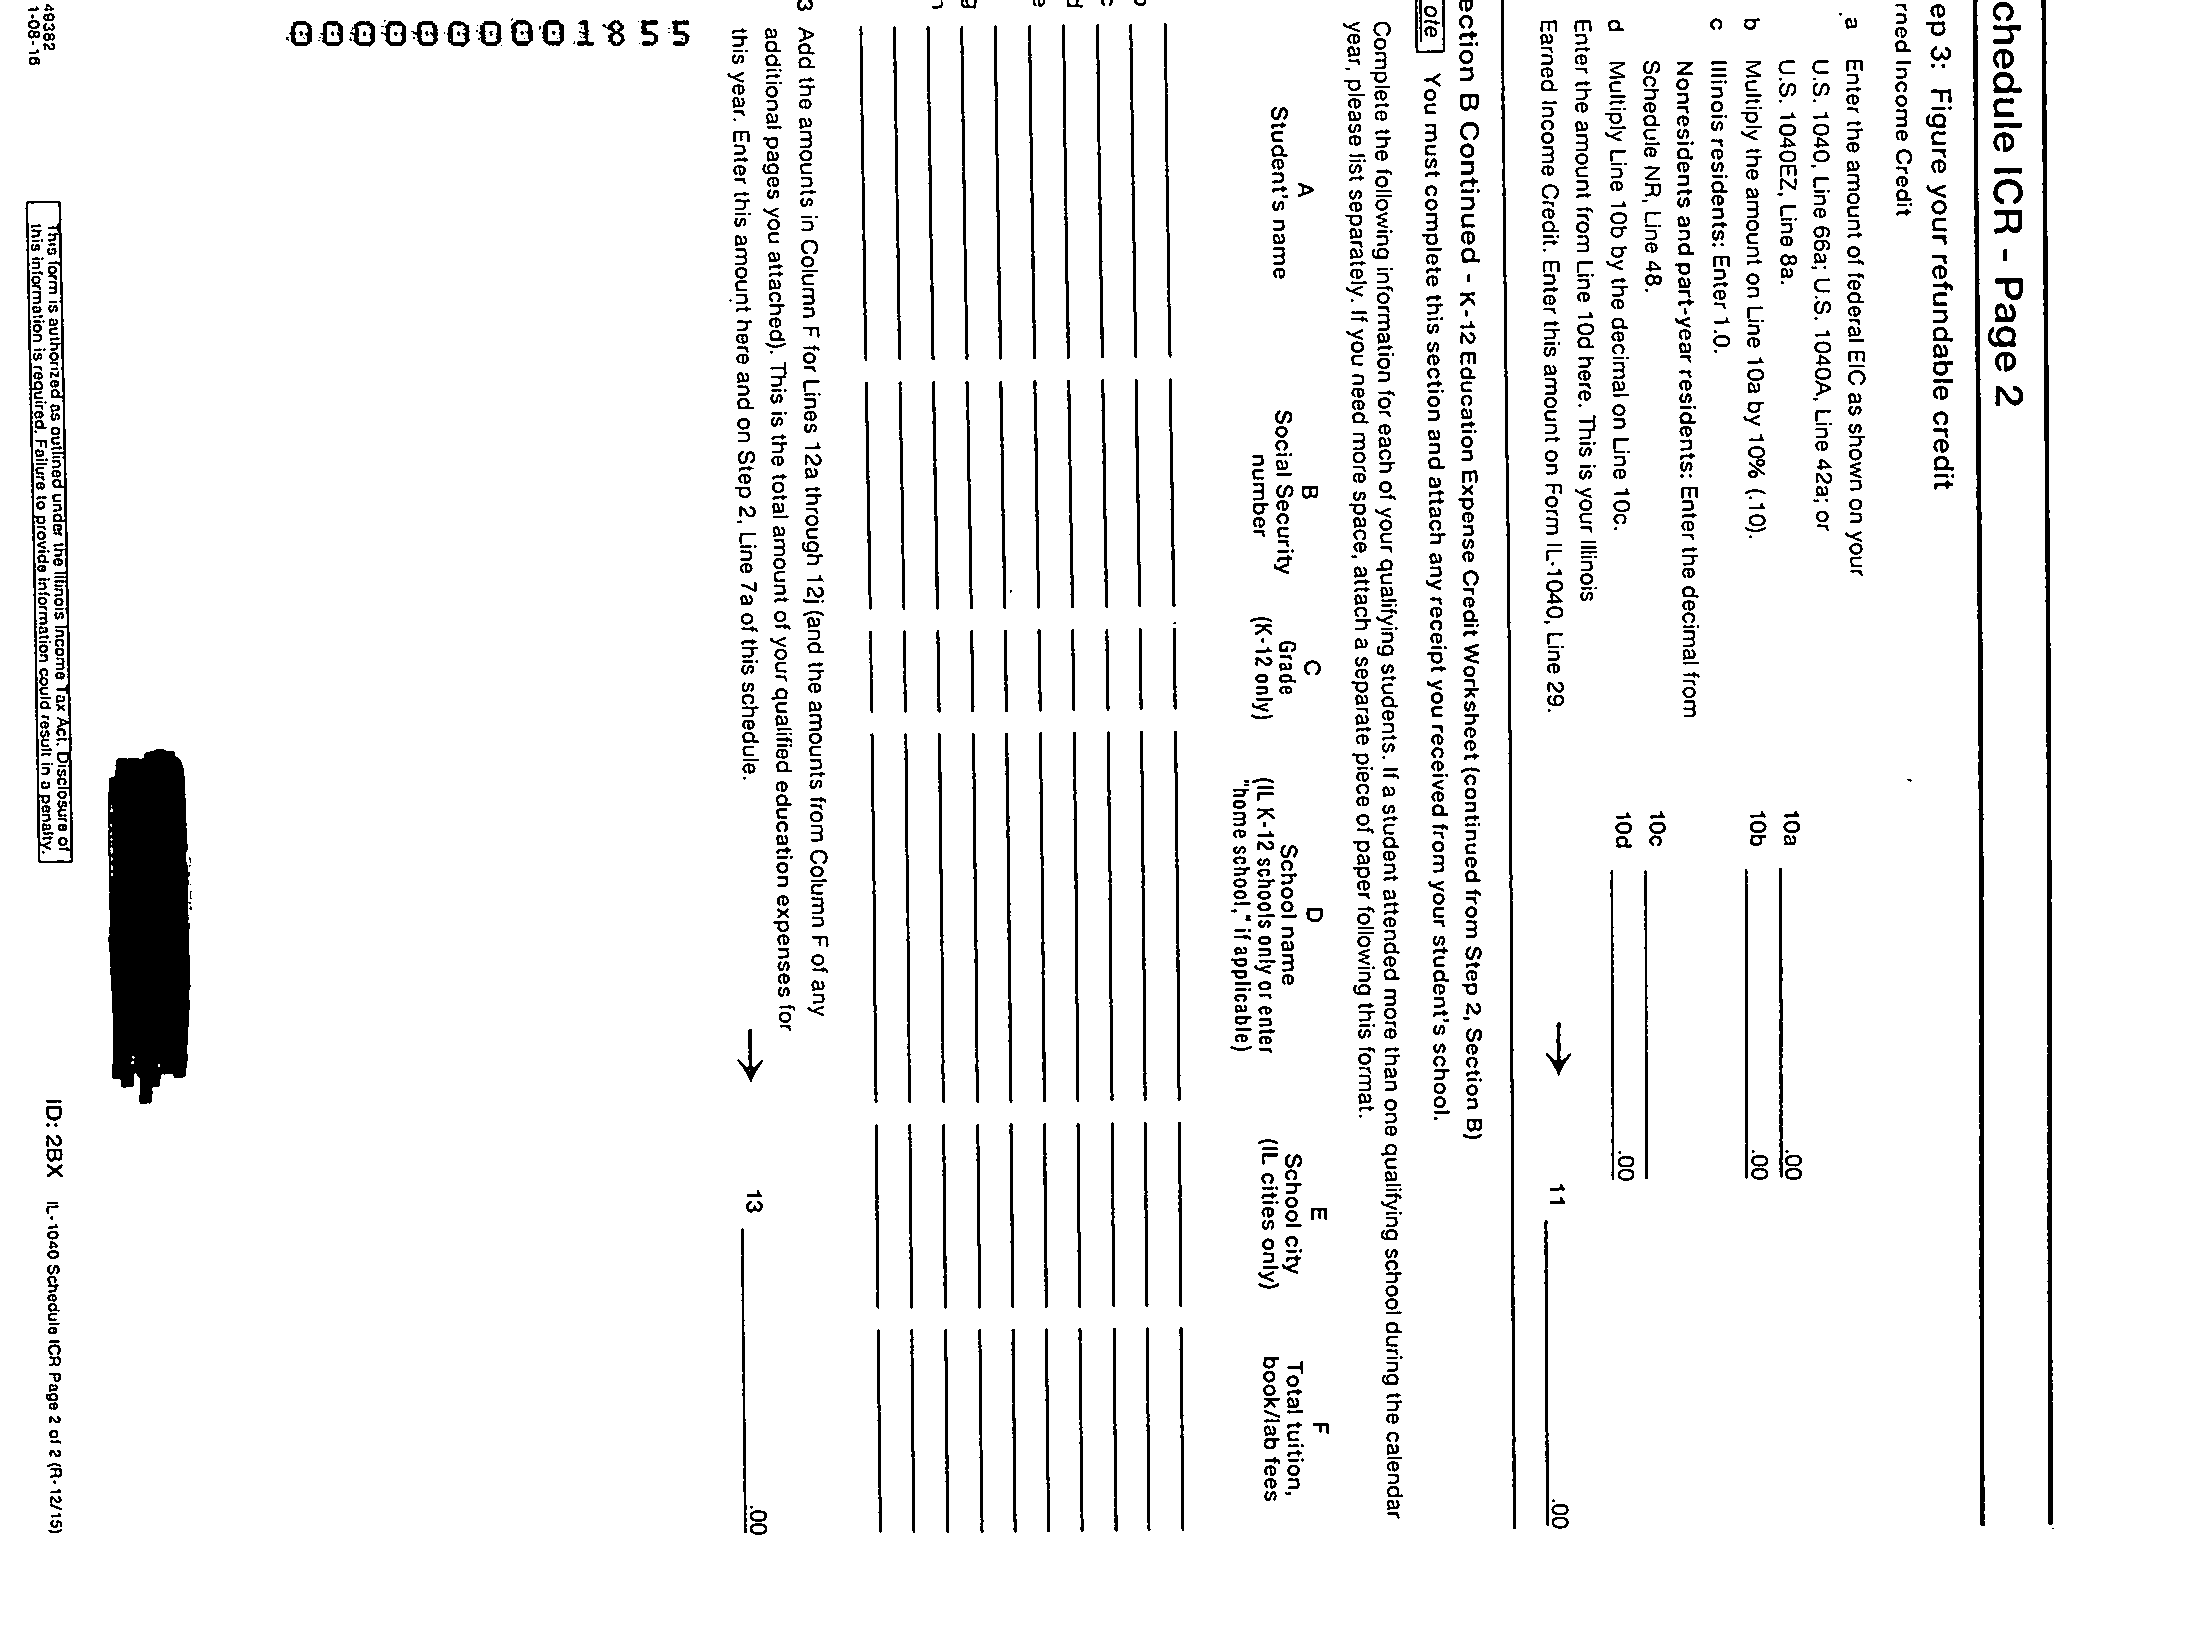 chedule ICR - Page 2
ep 3: Figure your refundable credit
rned Income Credit
a Enter the amount of federal EIC as shown on your
U.S. 1040, Line 66a; U.S. 1040A, Line 42a; or
U.S. 1040EZ, Line 8a. 10a .00
b Multiply the amount on Line 10a by 10% (.10). 10b .00
c Illinois residents: Enter 1.0.
Nonresidents and part-year residents: Enter the decimal from
Schedule NR, Line 48. 10c
d Multiply Line 10b by the decimal on Line 10c. 10d .00
Enter the amount from Line 10d here. This is your Illinois
Earned Income Credit. Enter this amount on Form IL-1040, Line 29. → 11 .00
ection B Continued - K-12 Education Expense Credit Worksheet (continued from Step 2, Section B)
ote You must complete this section and attach any receipt you received from your student's school.
Complete the following information for each of your qualifying students. If a student attended more than one qualifying school during the calendar
year, please list separately. If you need more space, attach a separate piece of paper following this format.
A B C D E F
Student's name Social Security Grade School name School city Total tuition,
number (K-12 only) (IL K-12 schools only or enter (IL cities only) book/lab fees
"home school," if applicable)
c
d
e
g
3 Add the amounts in Column F for Lines 12a through 12j (and the amounts from Column F of any
additional pages you attached). This is the total amount of your qualified education expenses for
this year. Enter this amount here and on Step 2, Line 7a of this schedule. → 13 .00
0000000001855
49382
1-08-16
This form is authorized as outlined under the Illinois Income Tax Act. Disclosure of
this information is required. Failure to provide information could result in a penalty.
ID: 2BX IL-1040 Schedule ICR Page 2 of 2 (R-12/15)